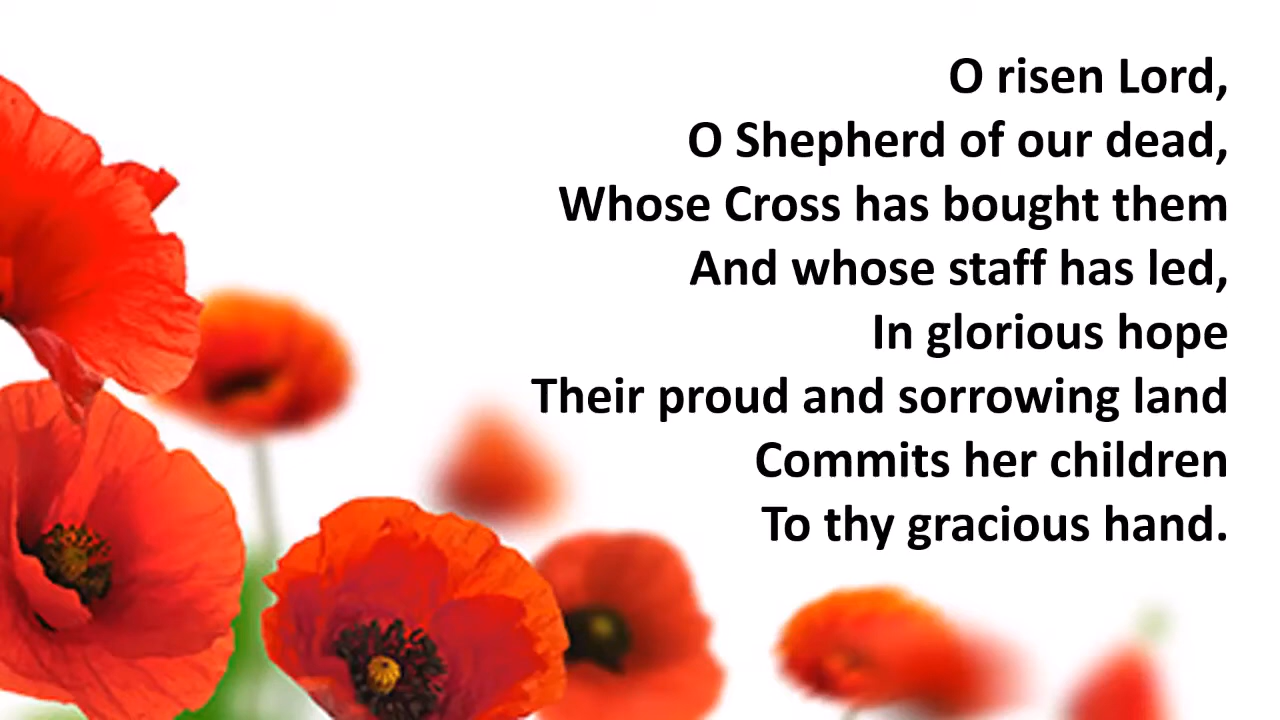 O risen Lord,
O Shepherd of our dead,
Whose Cross has bought them
And whose staff has led,
In glorious hope
Their proud and sorrowing land
Commits her children
To thy gracious hand.